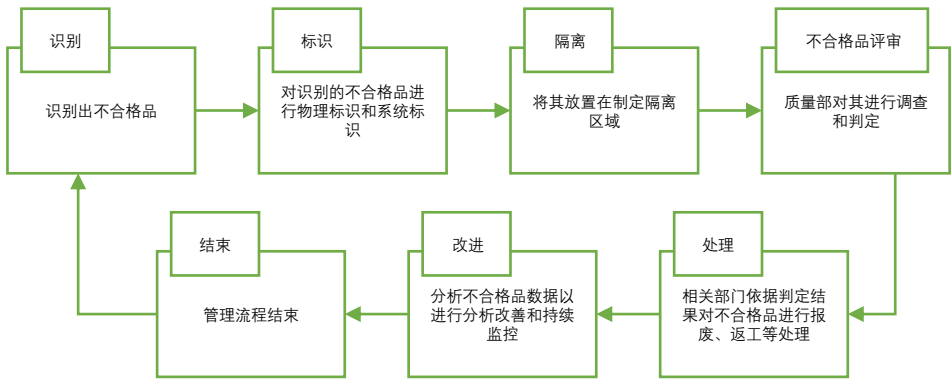 识别
识别出不合格品
标识
对识别的不合格品进
行物理标识和系统标
识
隔离
将其放置在制定隔离
区域
不合格品评审
质量部对其进行调查
和判定
处理
相关部门依据判定结
果对不合格品进行报
废、返工等处理
改进
分析不合格品数据以
进行分析改善和持续
监控
结束
管理流程结束